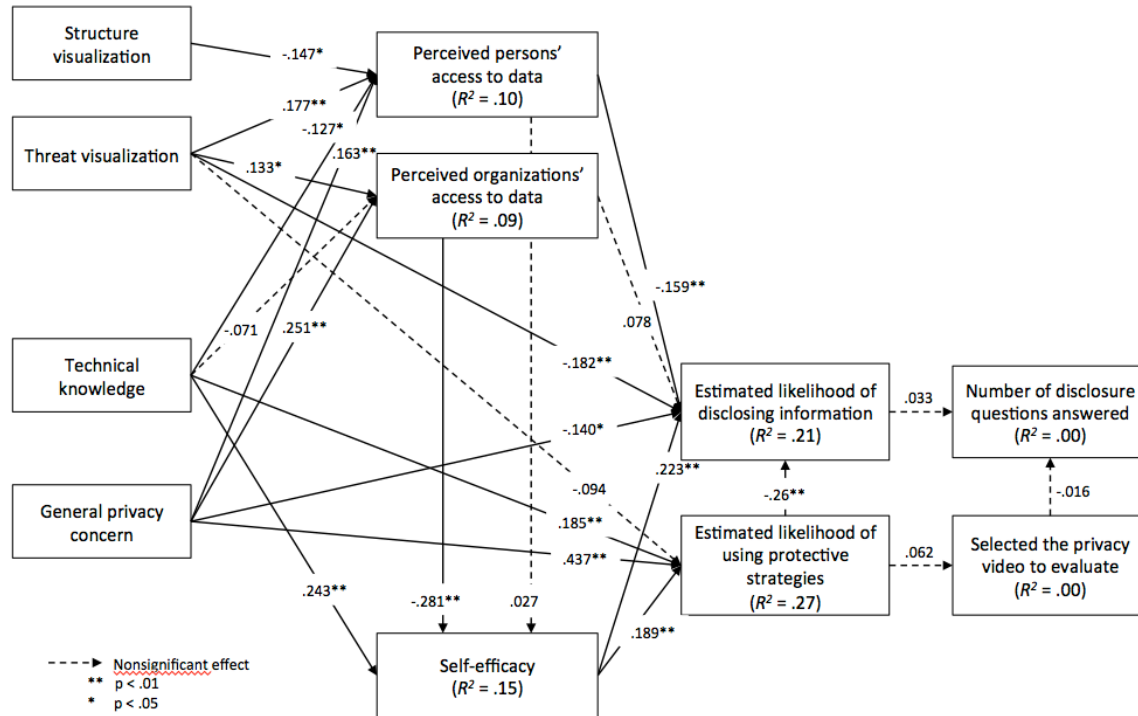 Structure
visualization
-.147*
Perceived persons'
access to data
(R² = .10)
.177**
-.127*
Threat visualization
.163**
.133*
Perceived organizations'
access to data
(R² = .09)
-.159**
-.071
.251**
.078
Technical
knowledge
-.182**
Estimated likelihood of
disclosing information
(R² = .21)
.033
Number of disclosure
questions answered
(R² = .00)
-.140*
.223**
-.26**
-.016
General privacy
concern
-.094
.185**
.437**
Estimated likelihood of
using protective
strategies
(R² = .27)
.062
Selected the privacy
video to evaluate
(R² = .00)
.243**
-.281**
.027
.189**
Self-efficacy
(R² = .15)
Nonsignificant effect
** p < .01
* p < .05